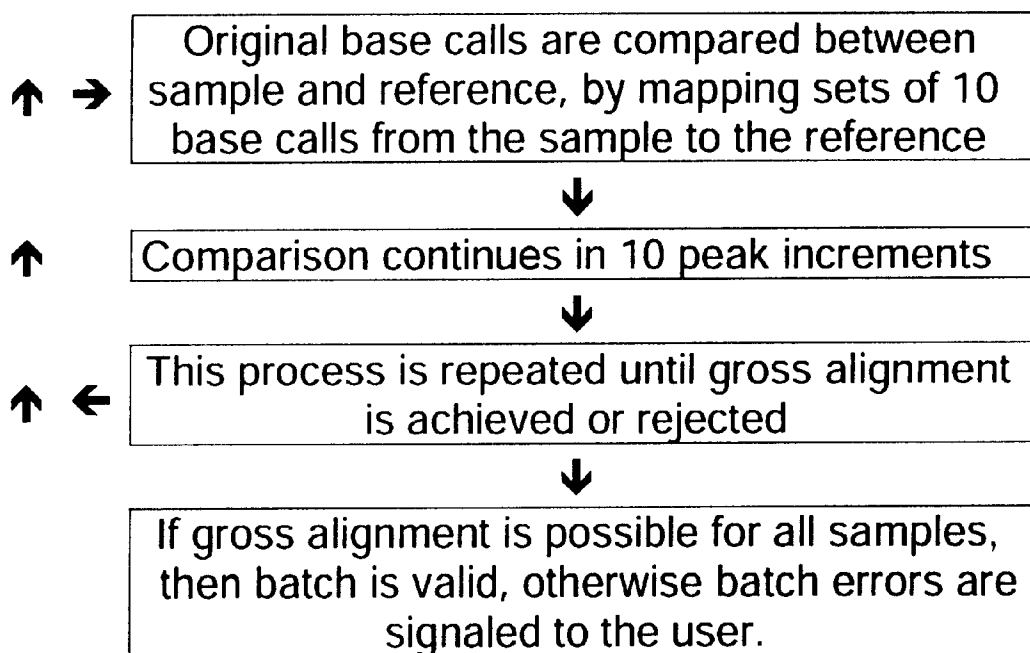 Original base calls are compared between
sample and reference, by mapping sets of 10
base calls from the sample to the reference
Comparison continues in 10 peak increments
This process is repeated until gross alignment
is achieved or rejected
If gross alignment is possible for all samples,
then batch is valid, otherwise batch errors are
signaled to the user.